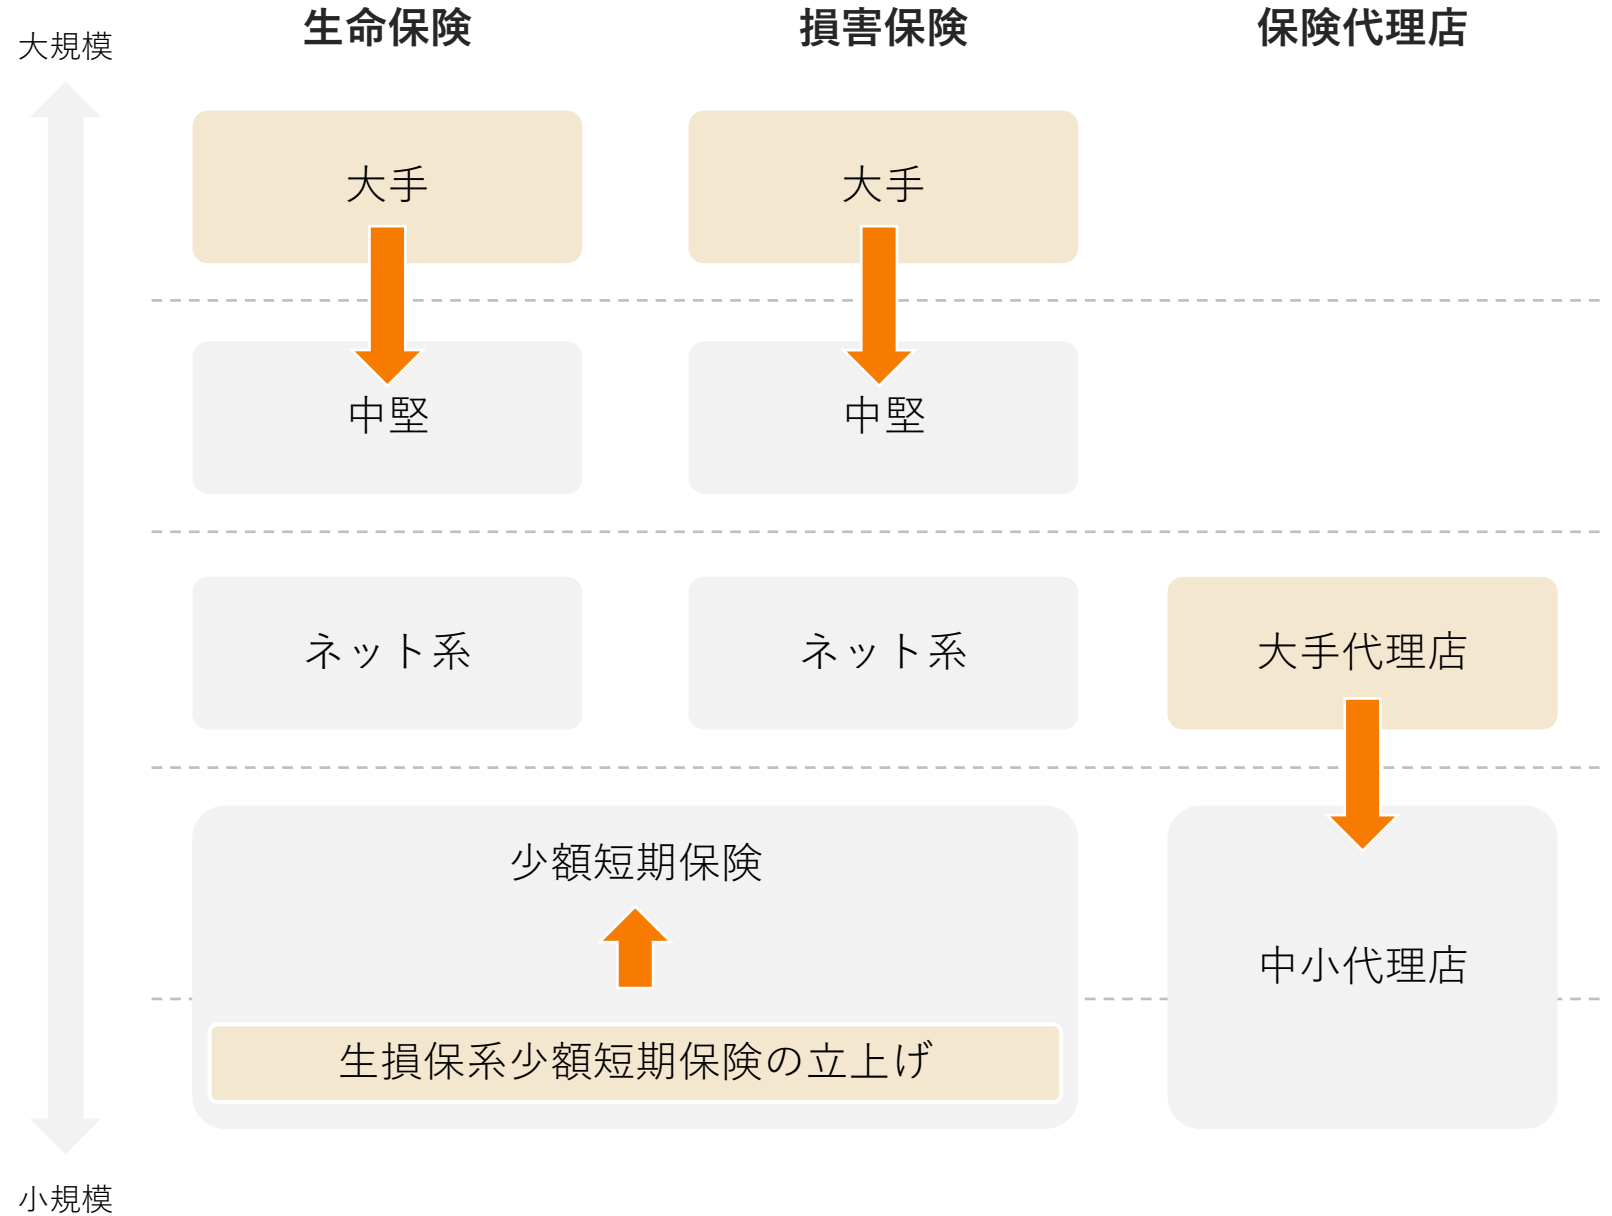 生命保険
損害保険
保険代理店
大規模
大手
大手
中堅
中堅
ネット系
ネット系
大手代理店
少額短期保険
中小代理店
生損保系少額短期保険の立上げ
小規模